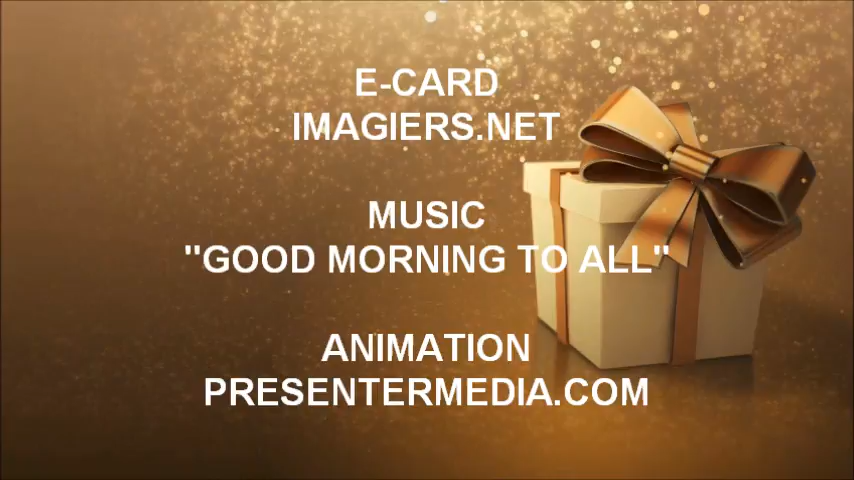 E-CARD
IMAGIERS.NET
MUSIC
"GOOD MORNING TO ALL"
ANIMATION
PRESENTERMEDIA.COM